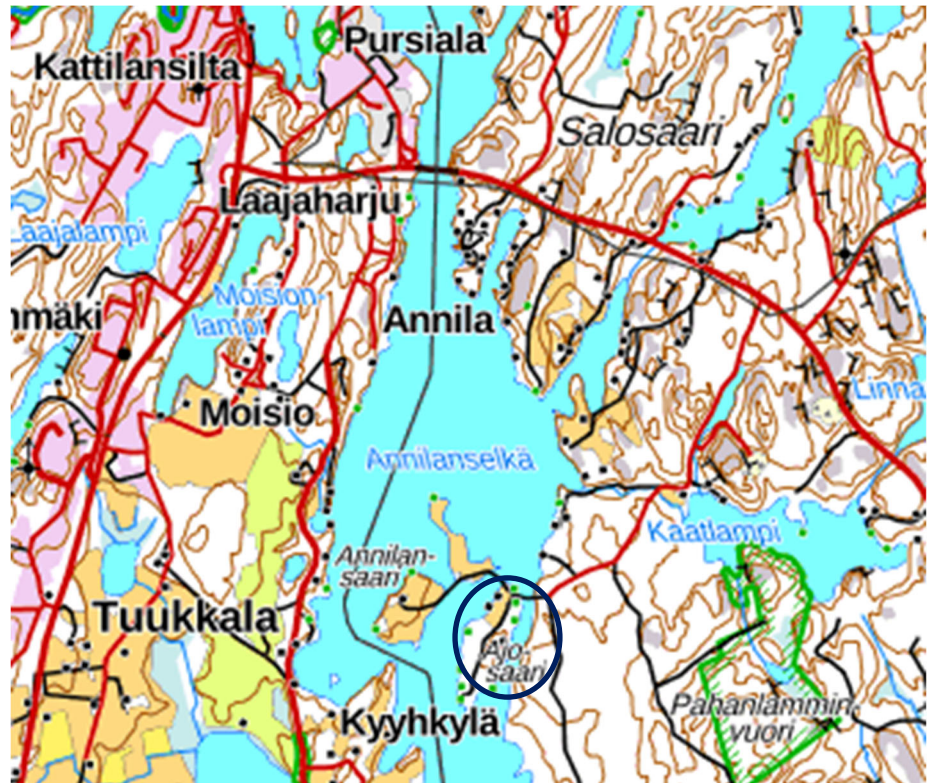 Pursiala
Kattilansilta
Salosaari
Laajaharju
Laajalampi
Moision-
lampi
nmäki
Annila
Linna
Moisio
Annilanselkä
Kaatlampi
Annilan-
saari
Tuukkala
Ajo-
saari
Pahanlammin-
vuori
Kyyhkylä
P